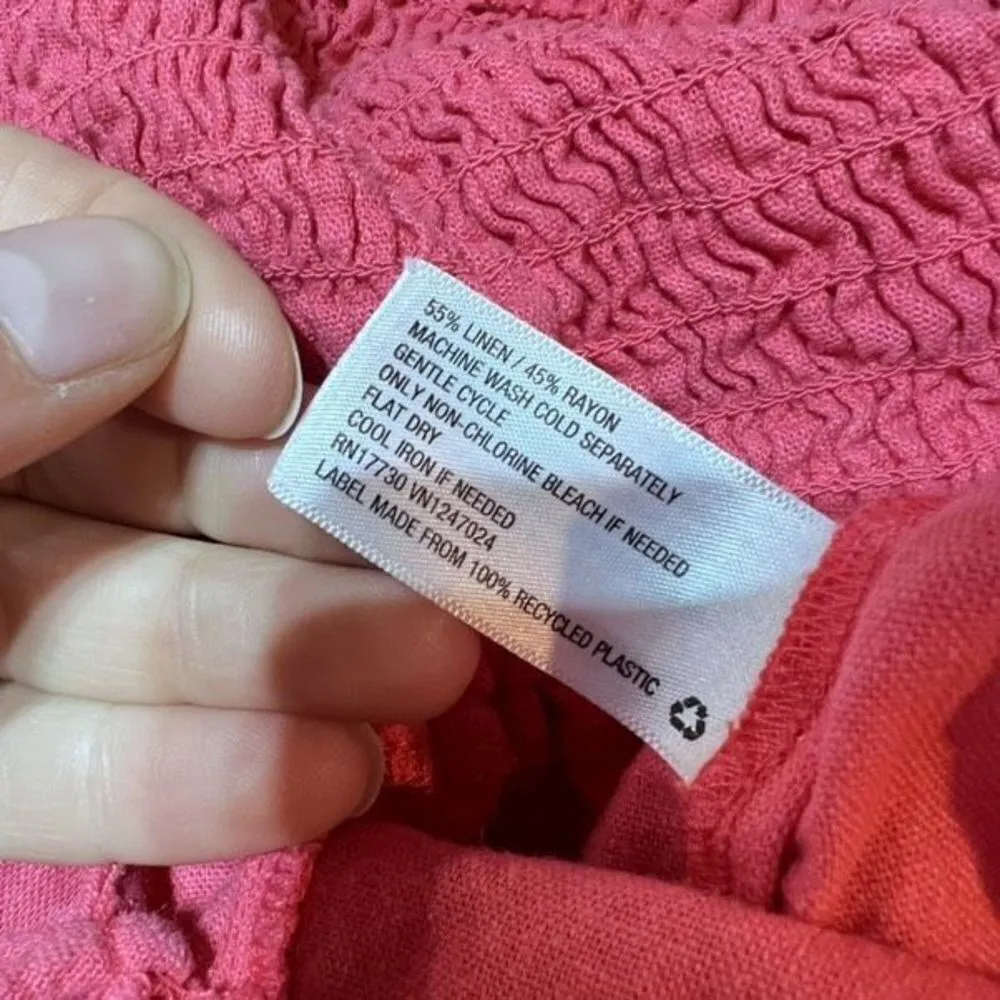 55% LINEN / 45% RAYON
MACHINE WASH COLD SEPARATELY
GENTLE CYCLE
ONLY NON-CHLORINE BLEACH IF NEEDED
FLAT DRY
COOL IRON IF NEEDED
RN17730 VN1247024
LABEL MADE FROM 100% RECYCLED PLASTIC